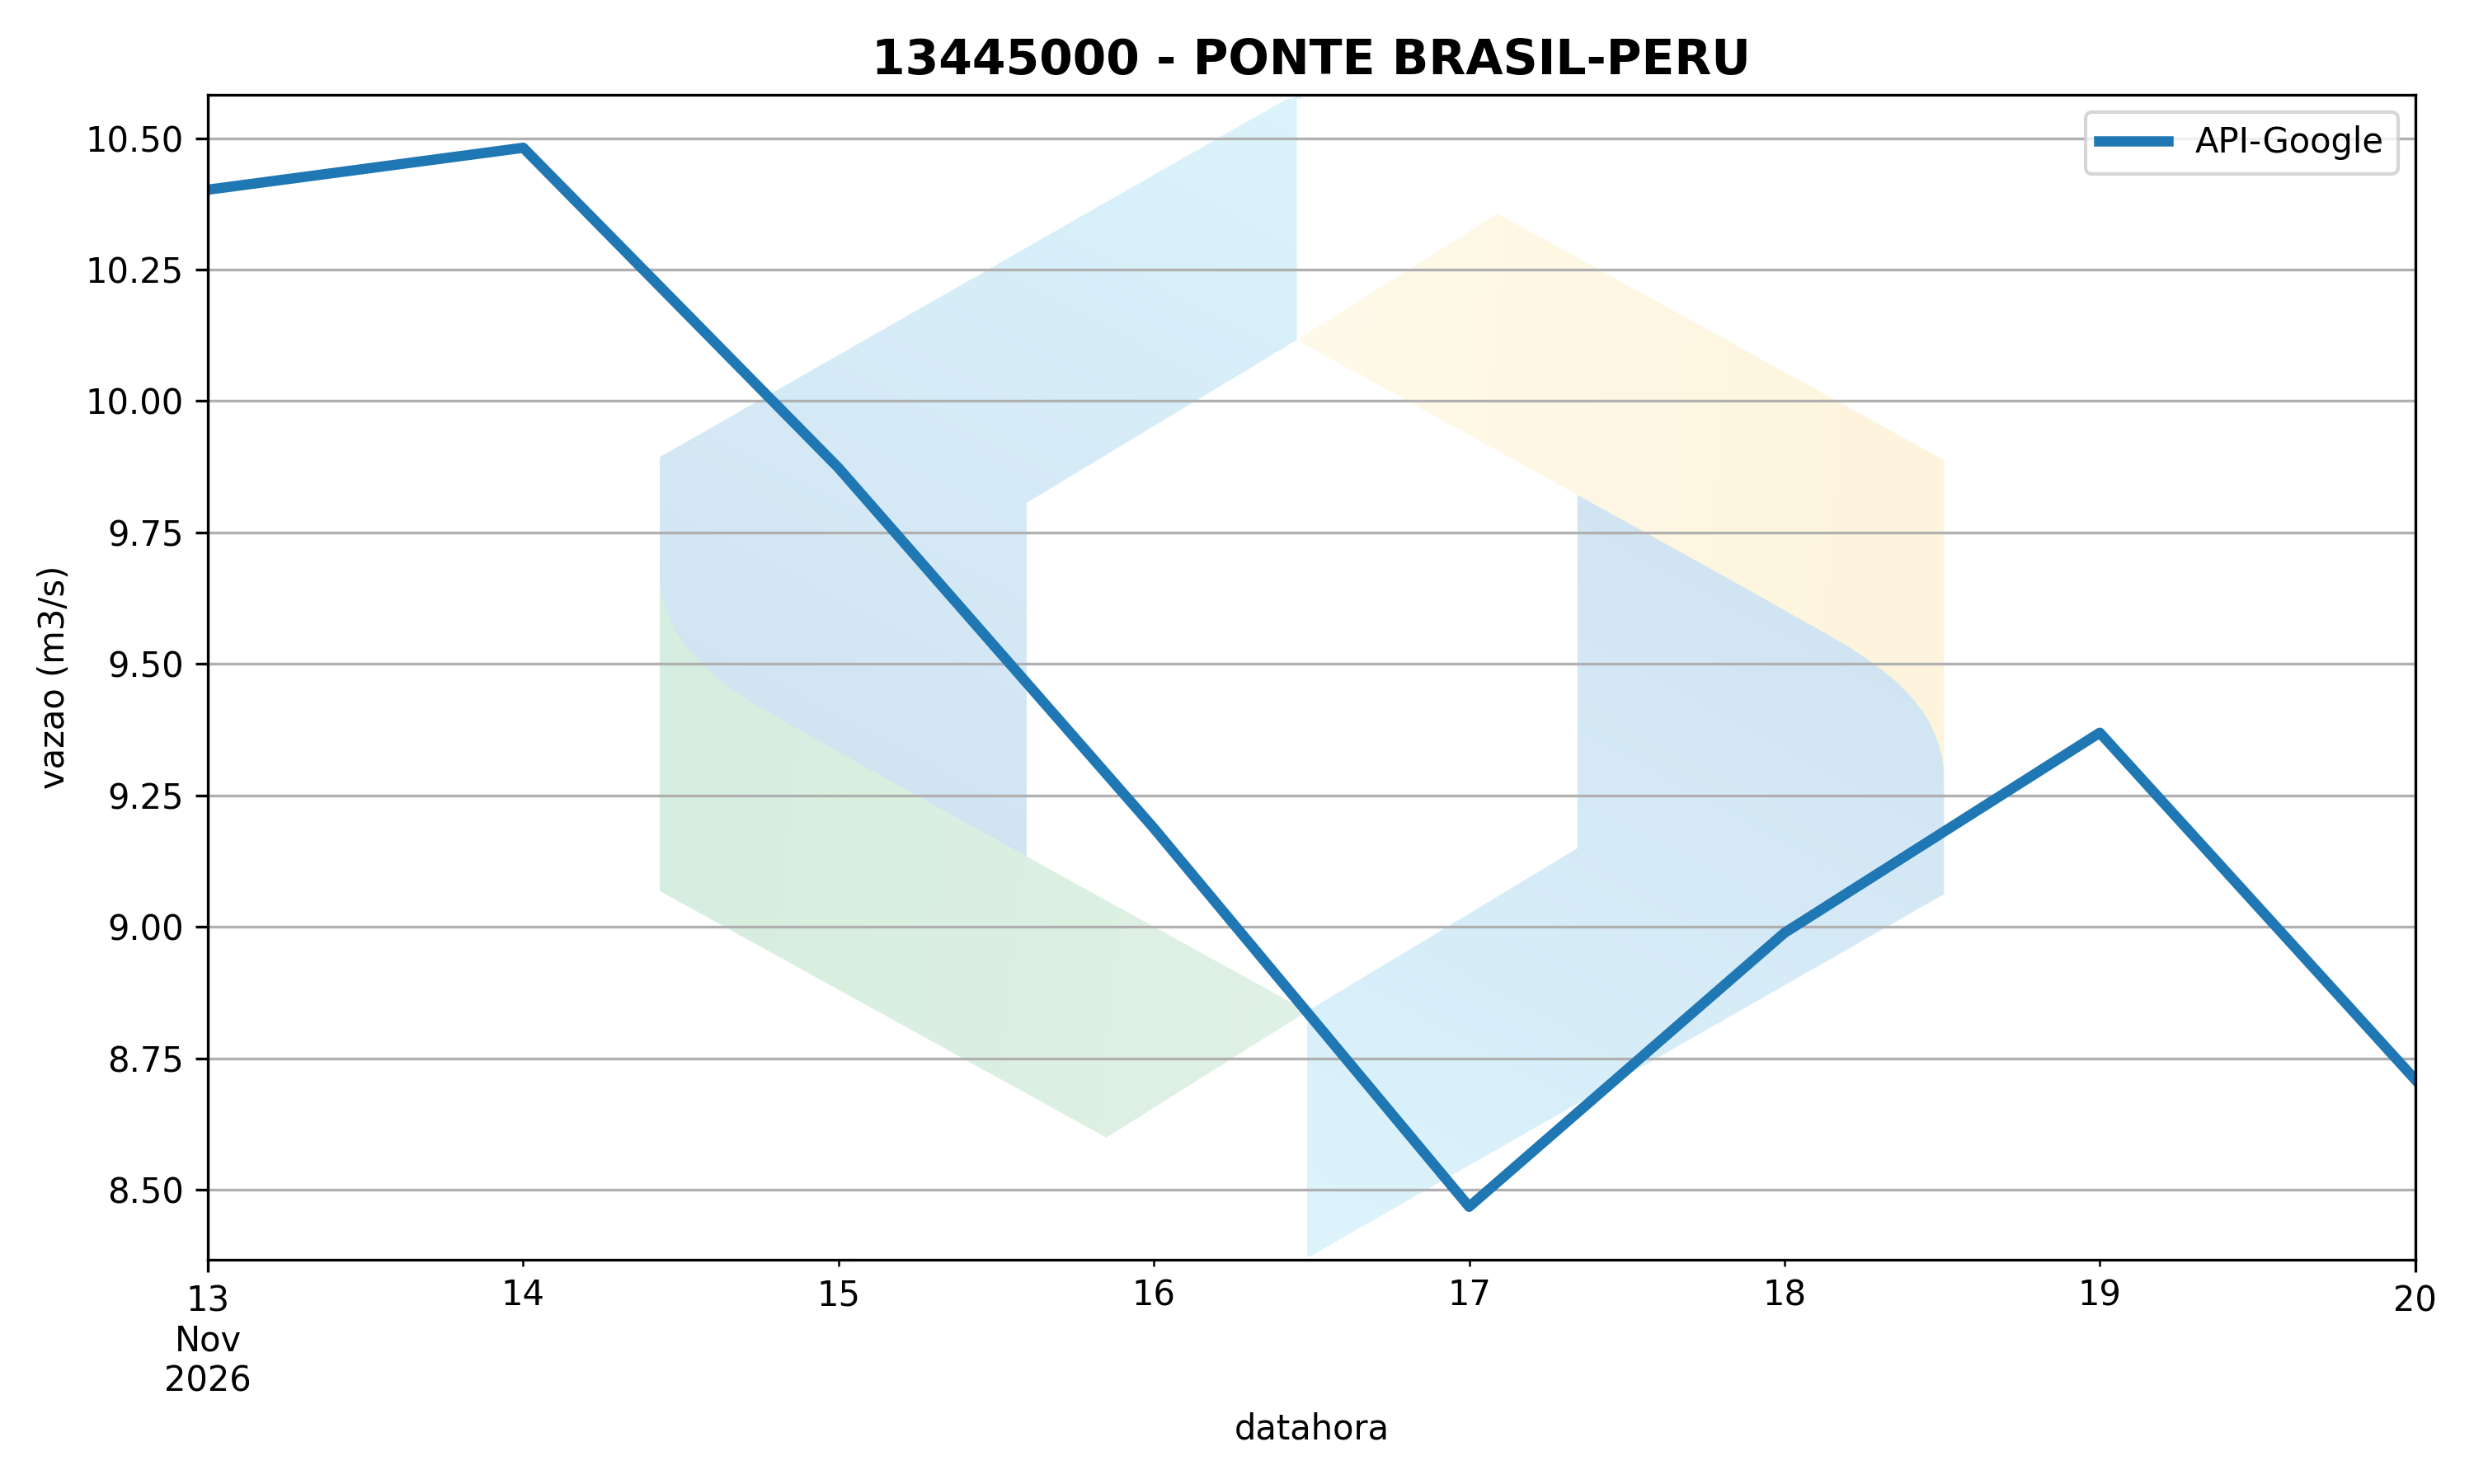 13445000 - PONTE BRASIL-PERU
API-Google
10.50
10.25
10.00
9.75
9.50
9.25
9.00
8.75
8.50
vazao (m3/s)
13 14 15 16 17 18 19 20
Nov
2026
datahora